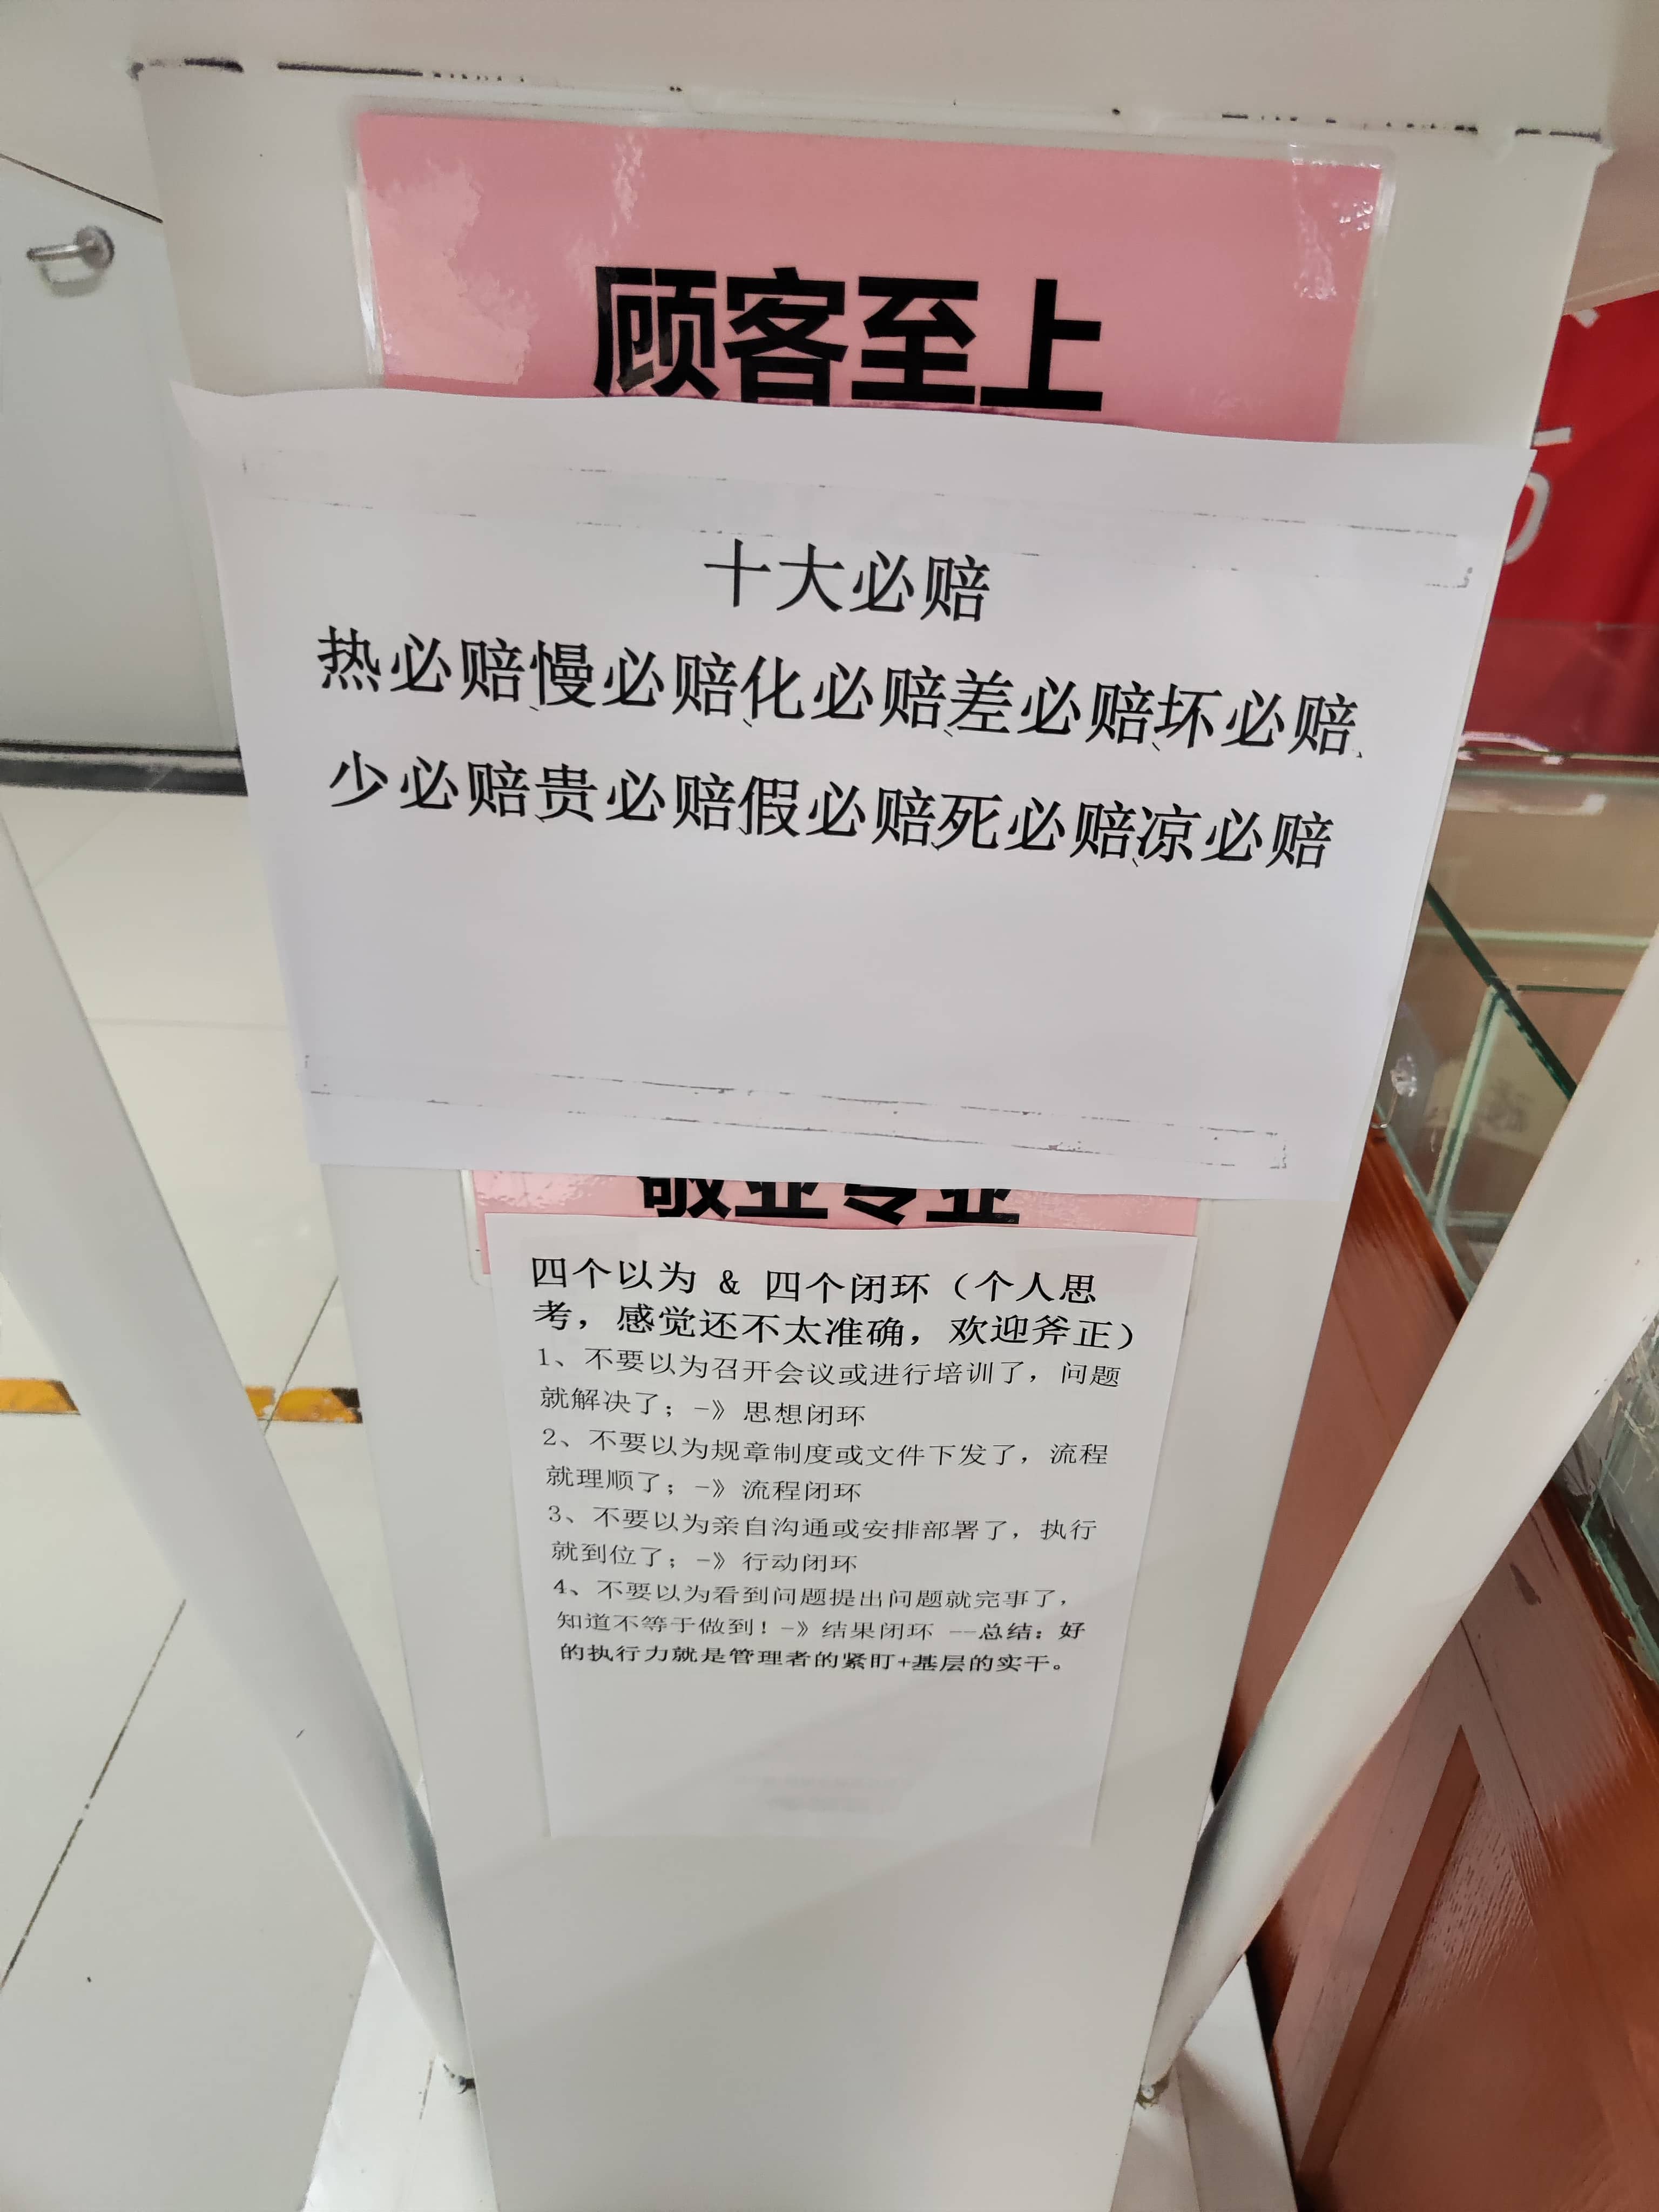 顾客至上
十大必赔
热必赔、慢必赔、化必赔、差必赔、坏必赔、
少必赔、贵必赔、假必赔、死必赔、凉必赔
敬业专业
四个以为 & 四个闭环（个人思
考，感觉还不太准确，欢迎斧正）
1、不要以为召开会议或进行培训了，问题
就解决了；-》思想闭环
2、不要以为规章制度或文件下发了，流程
就理顺了；-》流程闭环
3、不要以为亲自沟通或安排部署了，执行
就到位了；-》行动闭环
4、不要以为看到问题提出问题就完事了，
知道不等于做到！-》结果闭环 --总结：好
的执行力就是管理者的紧盯+基层的实干。